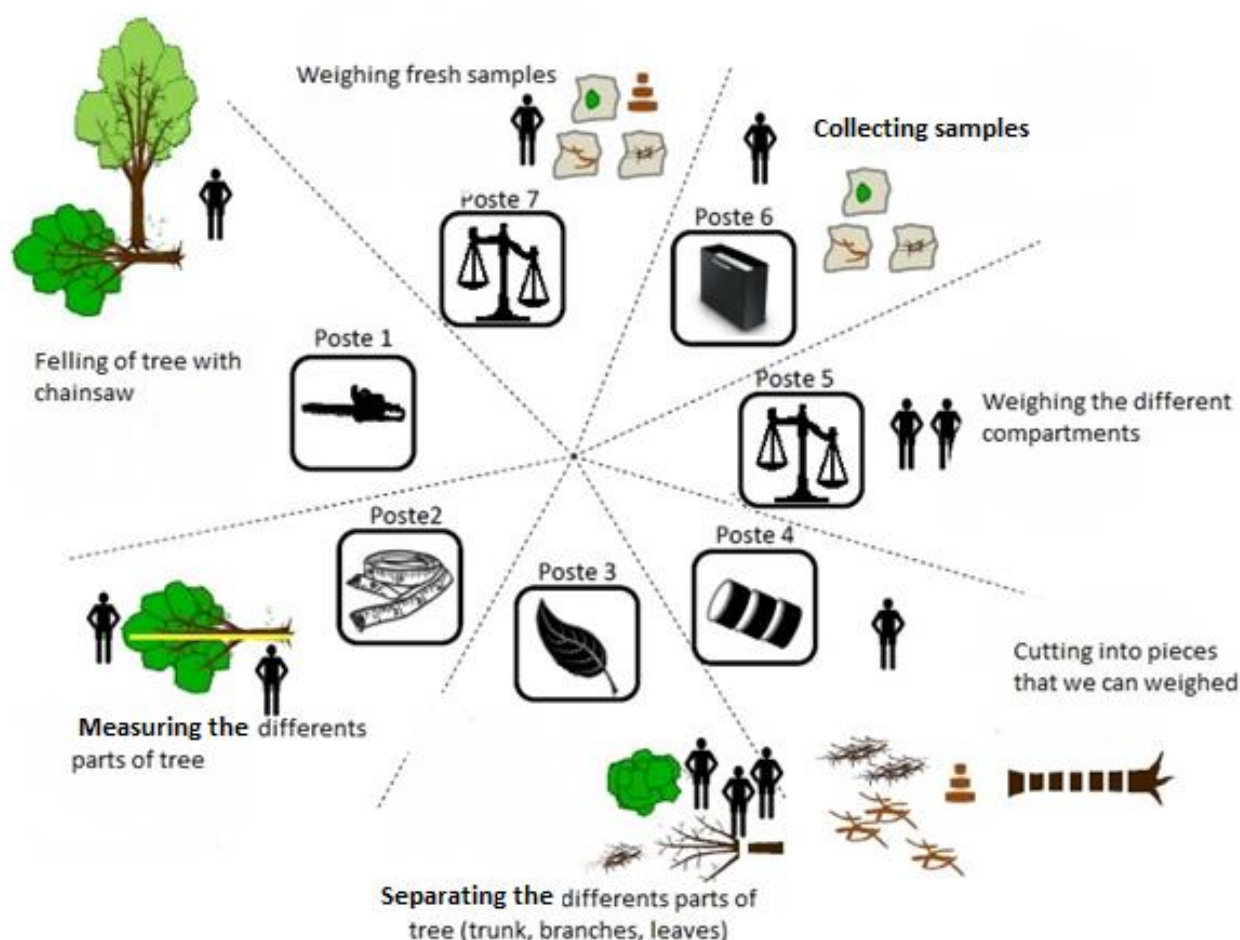 Weighing fresh samples
Collecting samples
Poste 7
Poste 6
Poste 1
Felling of tree with
chainsaw
Poste 5
Weighing the different
compartments
Poste2
Poste 3
Poste 4
Cutting into pieces
that we can weighed
Measuring the differents
parts of tree
Separating the differents parts of
tree (trunk, branches, leaves)